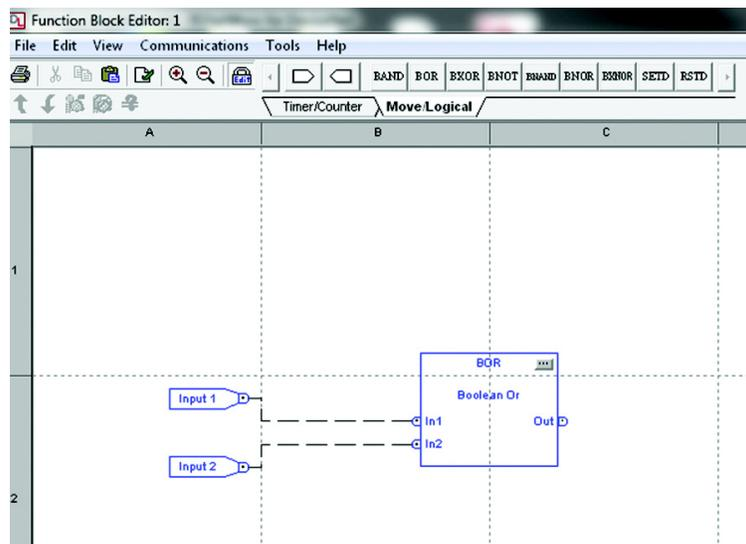 Function Block Editor: 1
File Edit View Communications Tools Help
BAND BOR BXOR BNOT BNAND BNOR BXNOR SETD RSTD
Edit
Timer/Counter Move/Logical
A B C
1
BOR
Input 1
Boolean Or
In1 Out
In2
Input 2
2